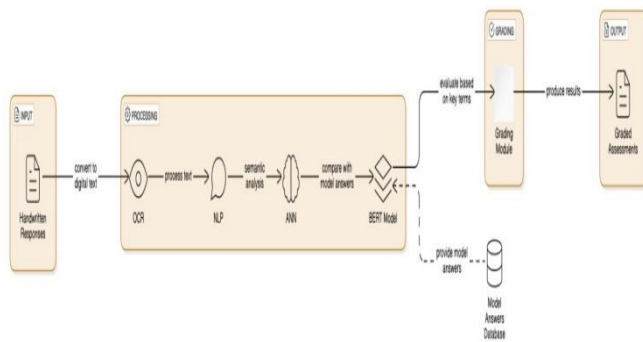 INPUT
Handwritten
Responses
convert to
digital text
PROCESSING
OCR
process text
NLP
semantic
analysis
ANN
compare with
model answers
BERT Model
evaluate based
on key terms
GRADING
Grading
Module
produce results
OUTPUT
Graded
Assessments
provide model
answers
Model
Answers
Database